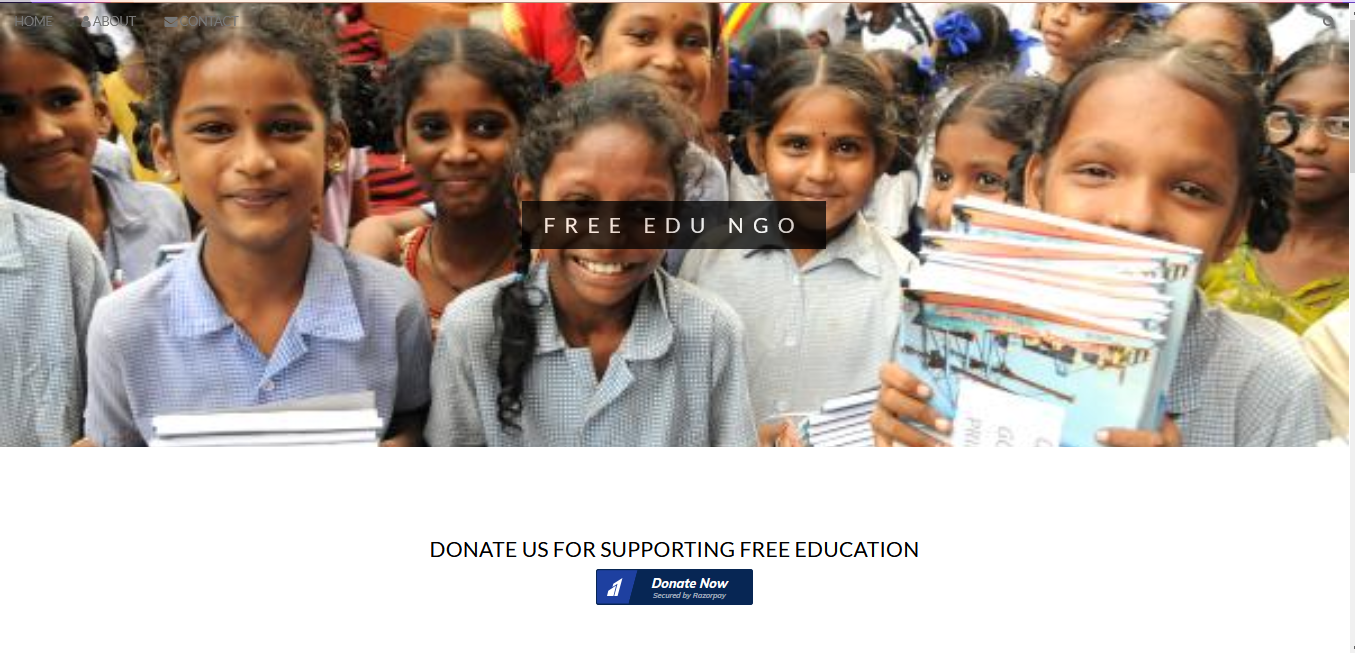 HOME ABOUT CONTACT
FREE EDU NGO
DONATE US FOR SUPPORTING FREE EDUCATION
Donate Now
Secured by Razorpay